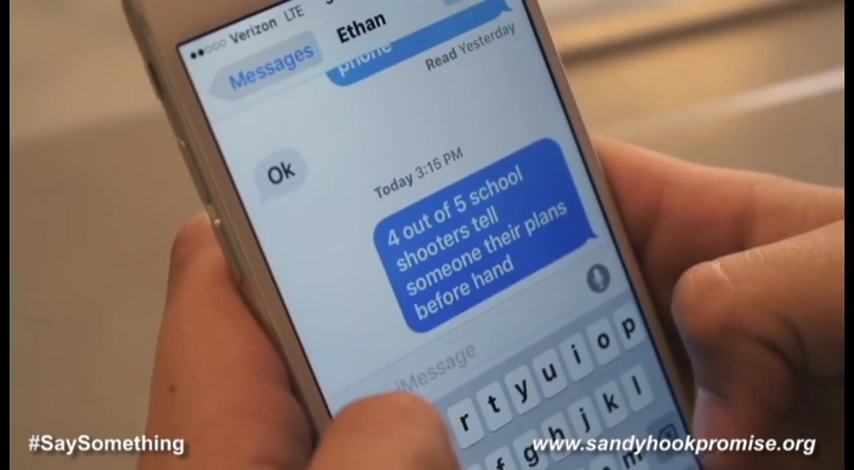 Verizon LTE
Ethan
Messages
phone
Read Yesterday
Ok
Today 3:15 PM
4 out of 5 school
shooters tell
someone their plans
before hand
iMessage
r t y u i o p
f g h j k l
n m
#SaySomething
www.sandyhookpromise.org